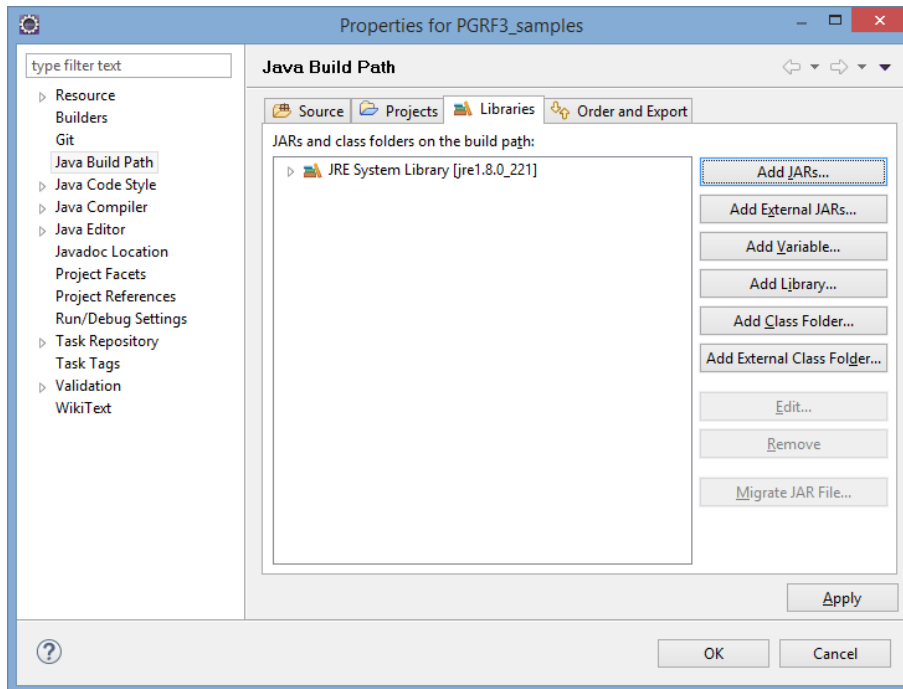 Properties for PGRF3_samples
type filter text
Resource
Builders
Git
Java Build Path
Java Code Style
Java Compiler
Java Editor
Javadoc Location
Project Facets
Project References
Run/Debug Settings
Task Repository
Task Tags
Validation
WikiText
Java Build Path
Source Projects Libraries Order and Export
JARs and class folders on the build path:
JRE System Library [jre1.8.0_221]
Add JARs...
Add External JARs...
Add Variable...
Add Library...
Add Class Folder...
Add External Class Folder...
Edit...
Remove
Migrate JAR File...
Apply
OK Cancel